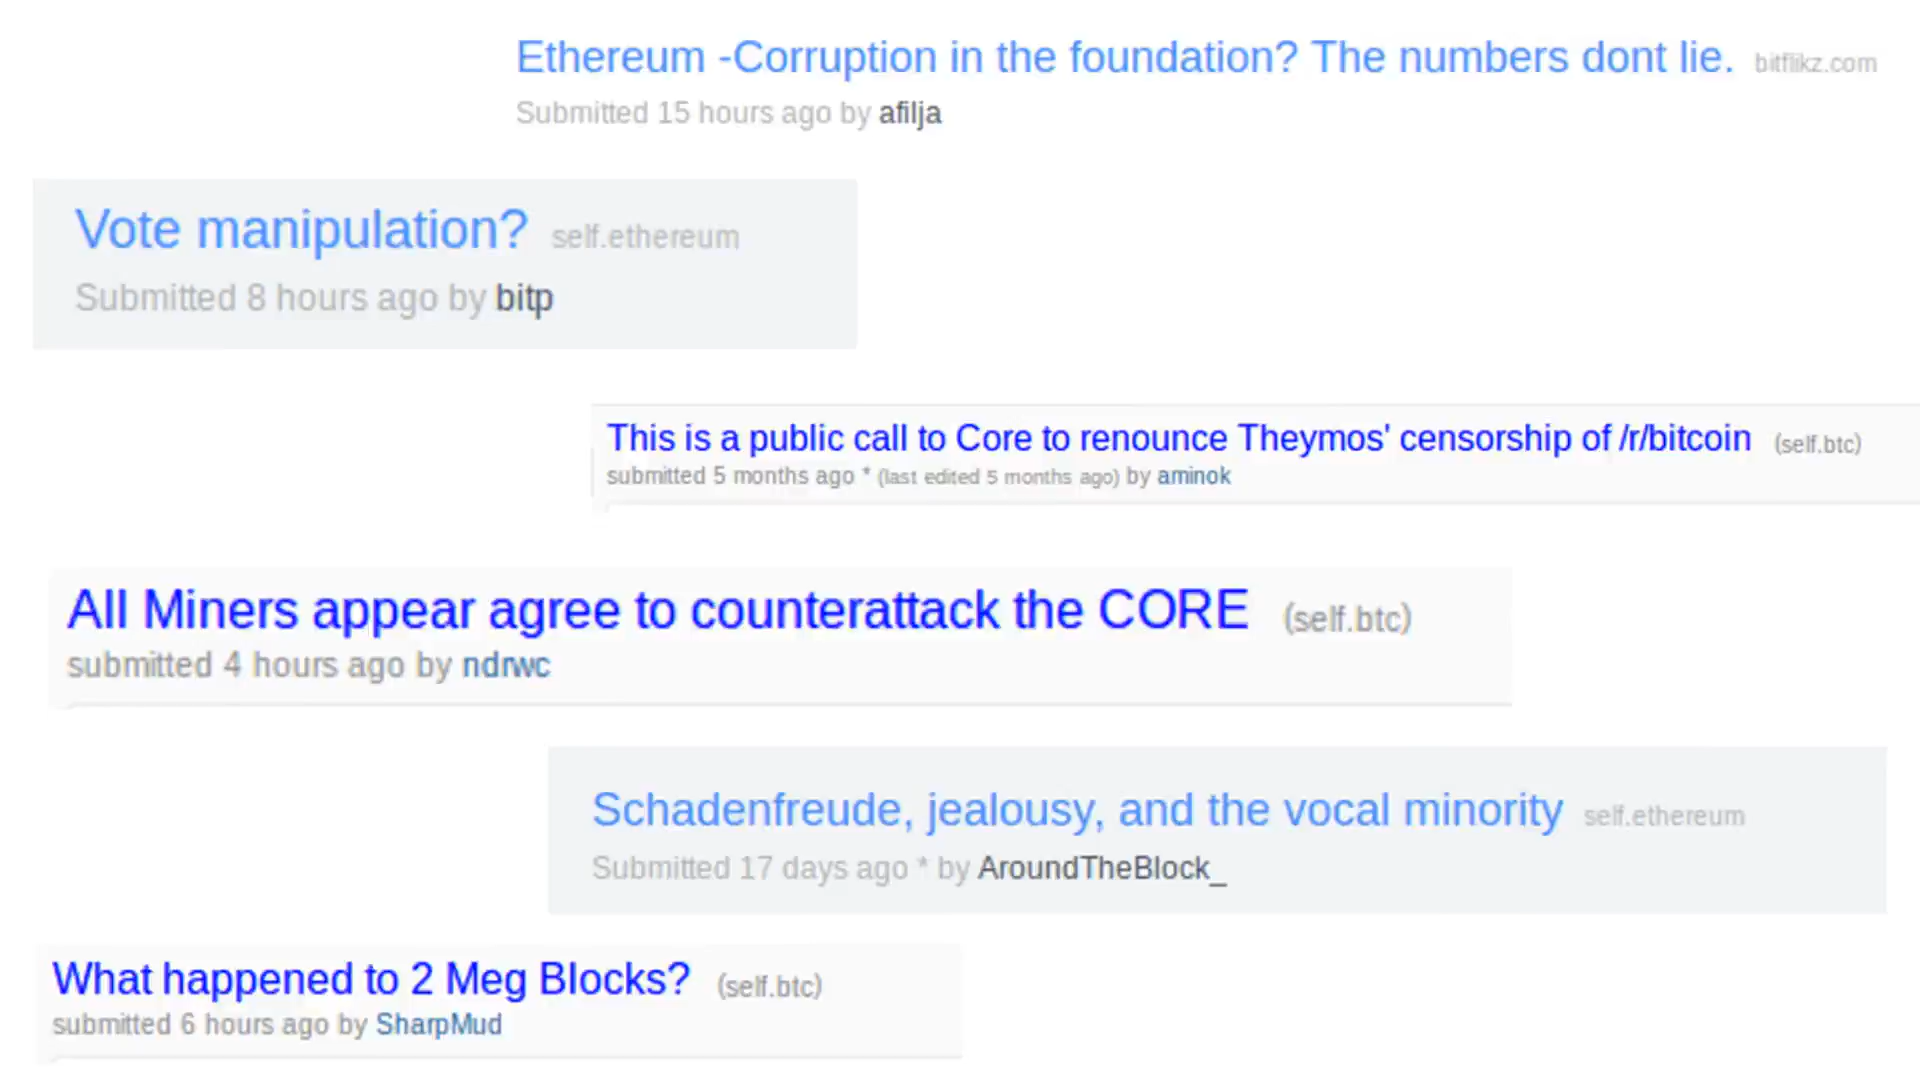 Ethereum -Corruption in the foundation? The numbers dont lie. bitflikz.com
Submitted 15 hours ago by afilja
Vote manipulation? self.ethereum
Submitted 8 hours ago by bitp
This is a public call to Core to renounce Theymos' censorship of /r/bitcoin (self.btc)
submitted 5 months ago * (last edited 5 months ago) by aminok
All Miners appear agree to counterattack the CORE (self.btc)
submitted 4 hours ago by ndrwc
Schadenfreude, jealousy, and the vocal minority self.ethereum
Submitted 17 days ago * by AroundTheBlock_
What happened to 2 Meg Blocks? (self.btc)
submitted 6 hours ago by SharpMud